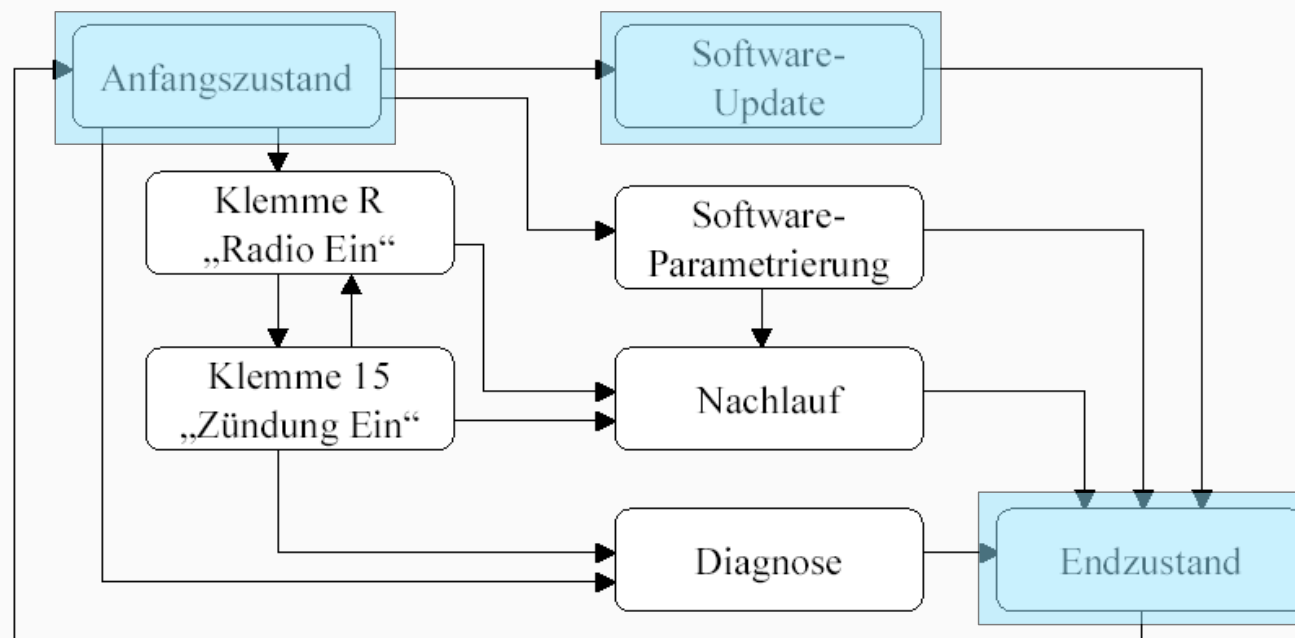 Anfangszustand
Software-
Update
Klemme R
„Radio Ein“
Software-
Parametrierung
Klemme 15
„Zündung Ein“
Nachlauf
Diagnose
Endzustand